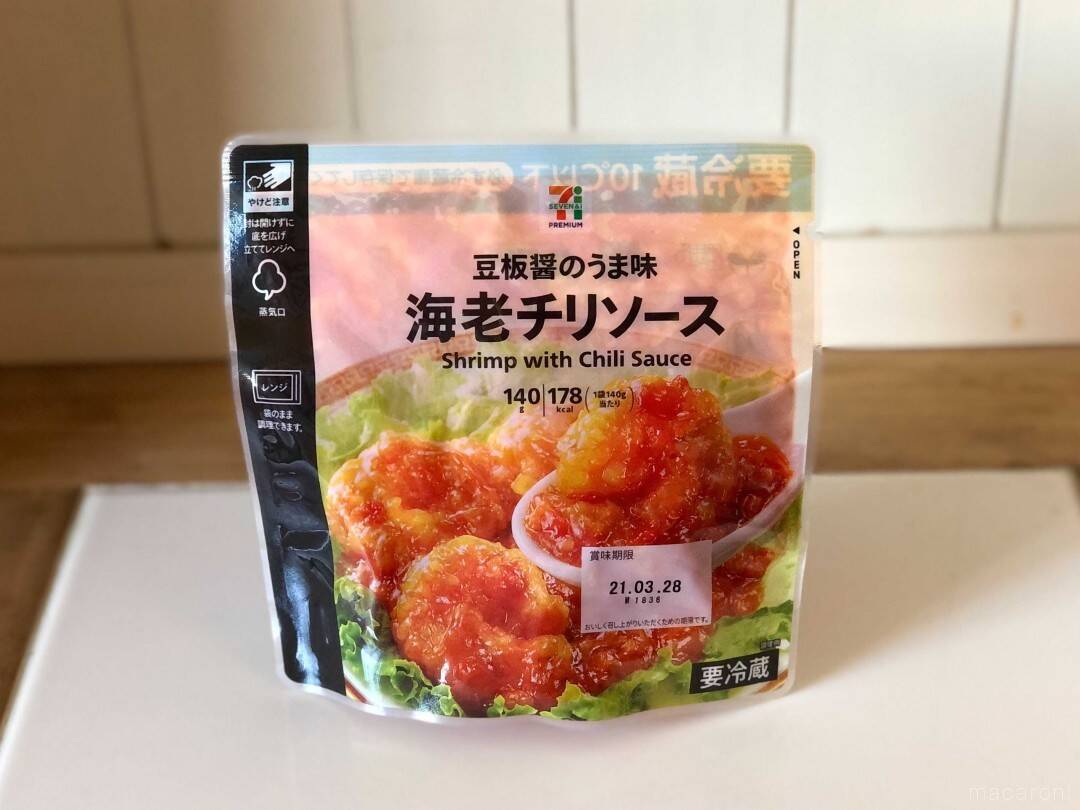 やけど注意
封は開けずに
底を広げ
立ててレンジへ
蒸気口
レンジ
袋のまま
調理できます。
要冷蔵 10℃以下
SEVEN&i
PREMIUM
◀OPEN
豆板醤のうま味
海老チリソース
Shrimp with Chili Sauce
140g 178kcal (1袋140g当たり)
賞味期限
21.03.28
M 1836
おいしく召し上がりいただくための期限です。
要冷蔵
macaroni